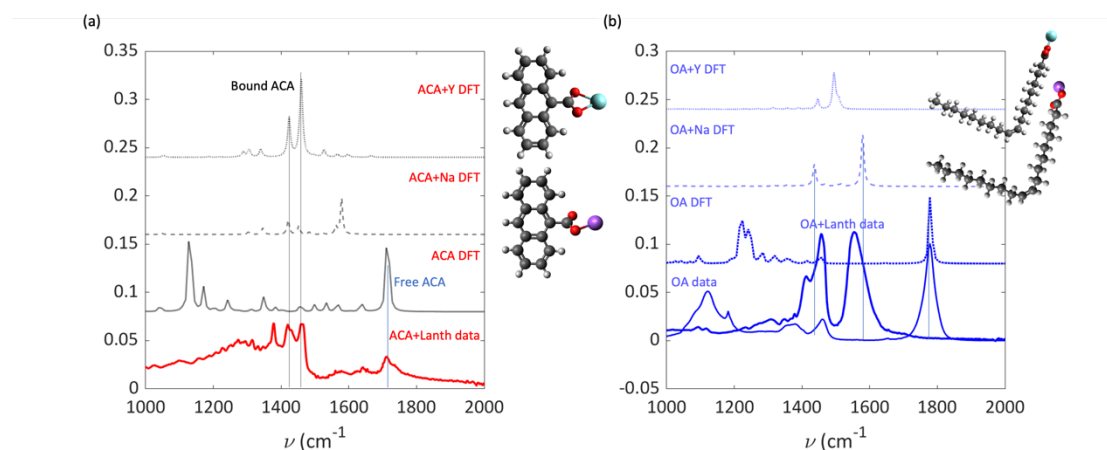 (a)
0.35
0.3
0.25
0.2
0.15
0.1
0.05
0
Bound ACA
ACA+Y DFT
ACA+Na DFT
ACA DFT
Free ACA
ACA+Lanth data
1000 1200 1400 1600 1800 2000
ν (cm-1
(b)
0.3
0.25
0.2
0.15
0.1
0.05
0
-0.05
OA+Y DFT
OA+Na DFT
OA DFT
OA+Lanth data
OA data
1000 1200 1400 1600 1800 2000
ν (cm-1